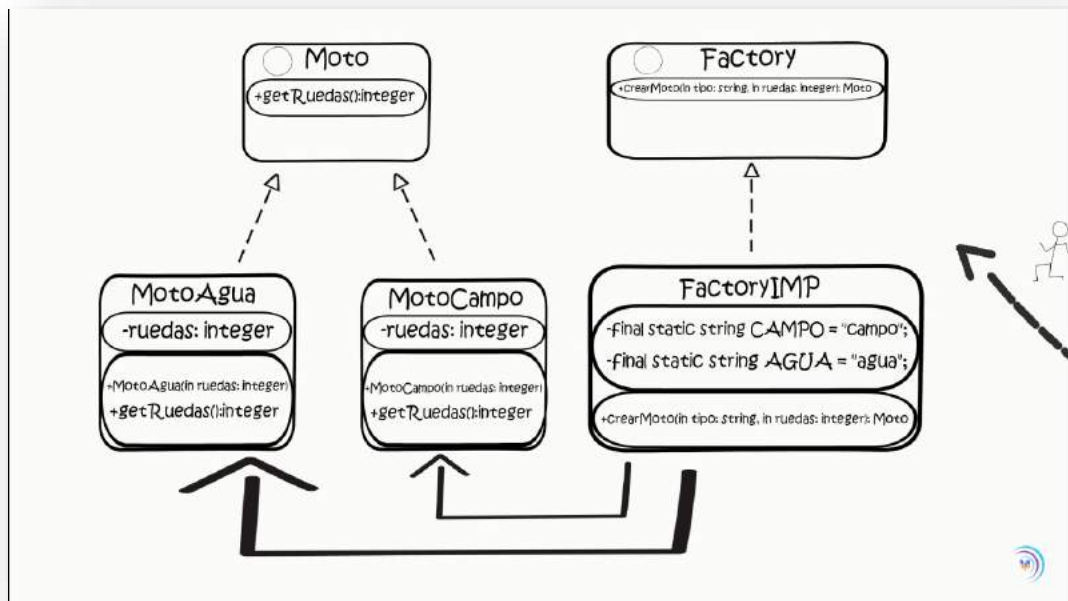 Moto
+getRuedas():integer
Factory
+CrearMoto(in tipo: string, in ruedas: integer): Moto
MotoAgua
-ruedas: integer
+MotoAgua(in ruedas: integer)
+getRuedas():integer
MotoCampo
-ruedas: integer
+MotoCampo(in ruedas: integer)
+getRuedas():integer
FactoryIMP
-final static string CAMPO = "campo";
-final static string AGUA = "agua";
+CrearMoto(in tipo: string, in ruedas: integer): Moto